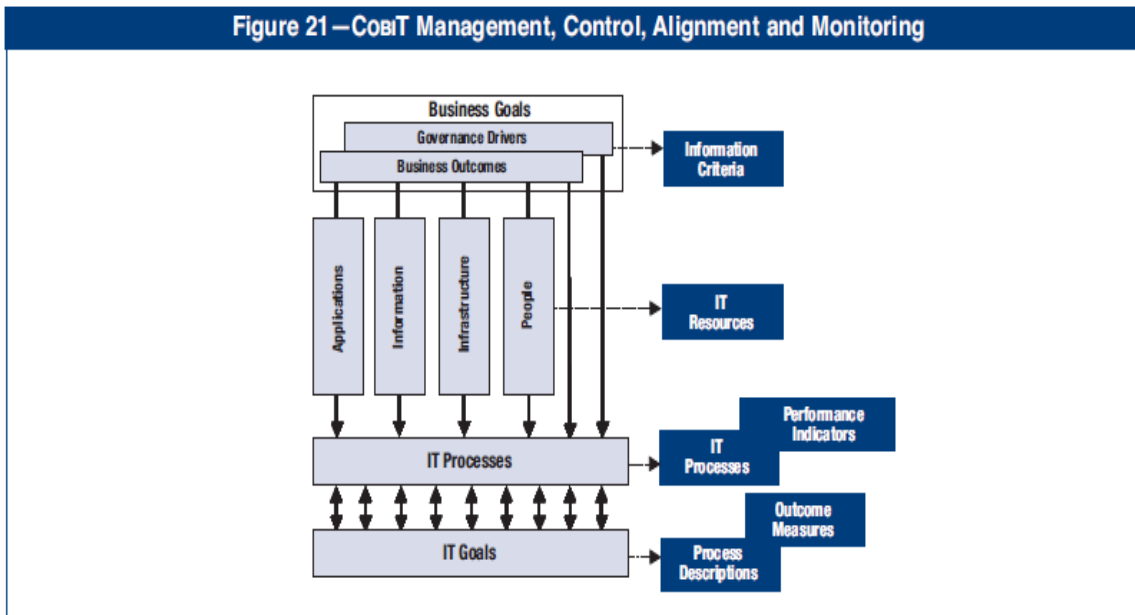 Figure 21—COBIT Management, Control, Alignment and Monitoring
Business Goals
Governance Drivers
Business Outcomes
Information
Criteria
Applications
Information
Infrastructure
People
IT
Resources
Performance
Indicators
IT Processes
IT
Processes
Outcome
Measures
IT Goals
Process
Descriptions